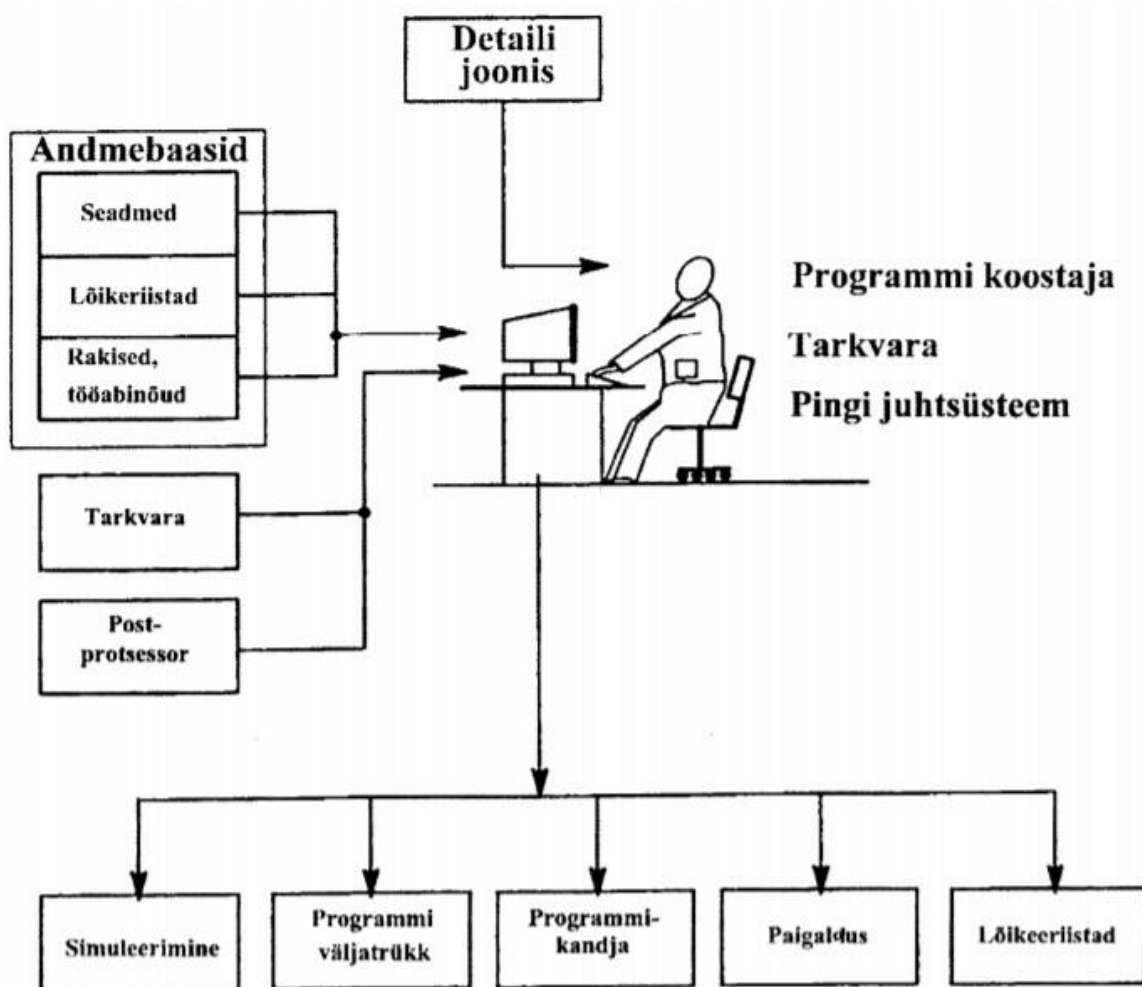 Detaili
joonis
Andmebaasid
Seadmed
Lõikeriistad
Rakised,
tööabinõud
Tarkvara
Post-
protsessor
Programmi koostaja
Tarkvara
Pingi juhtsüsteem
Simuleerimine
Programmi
väljatrükk
Programmi-
kandja
Paigaldus
Lõikeeriistad